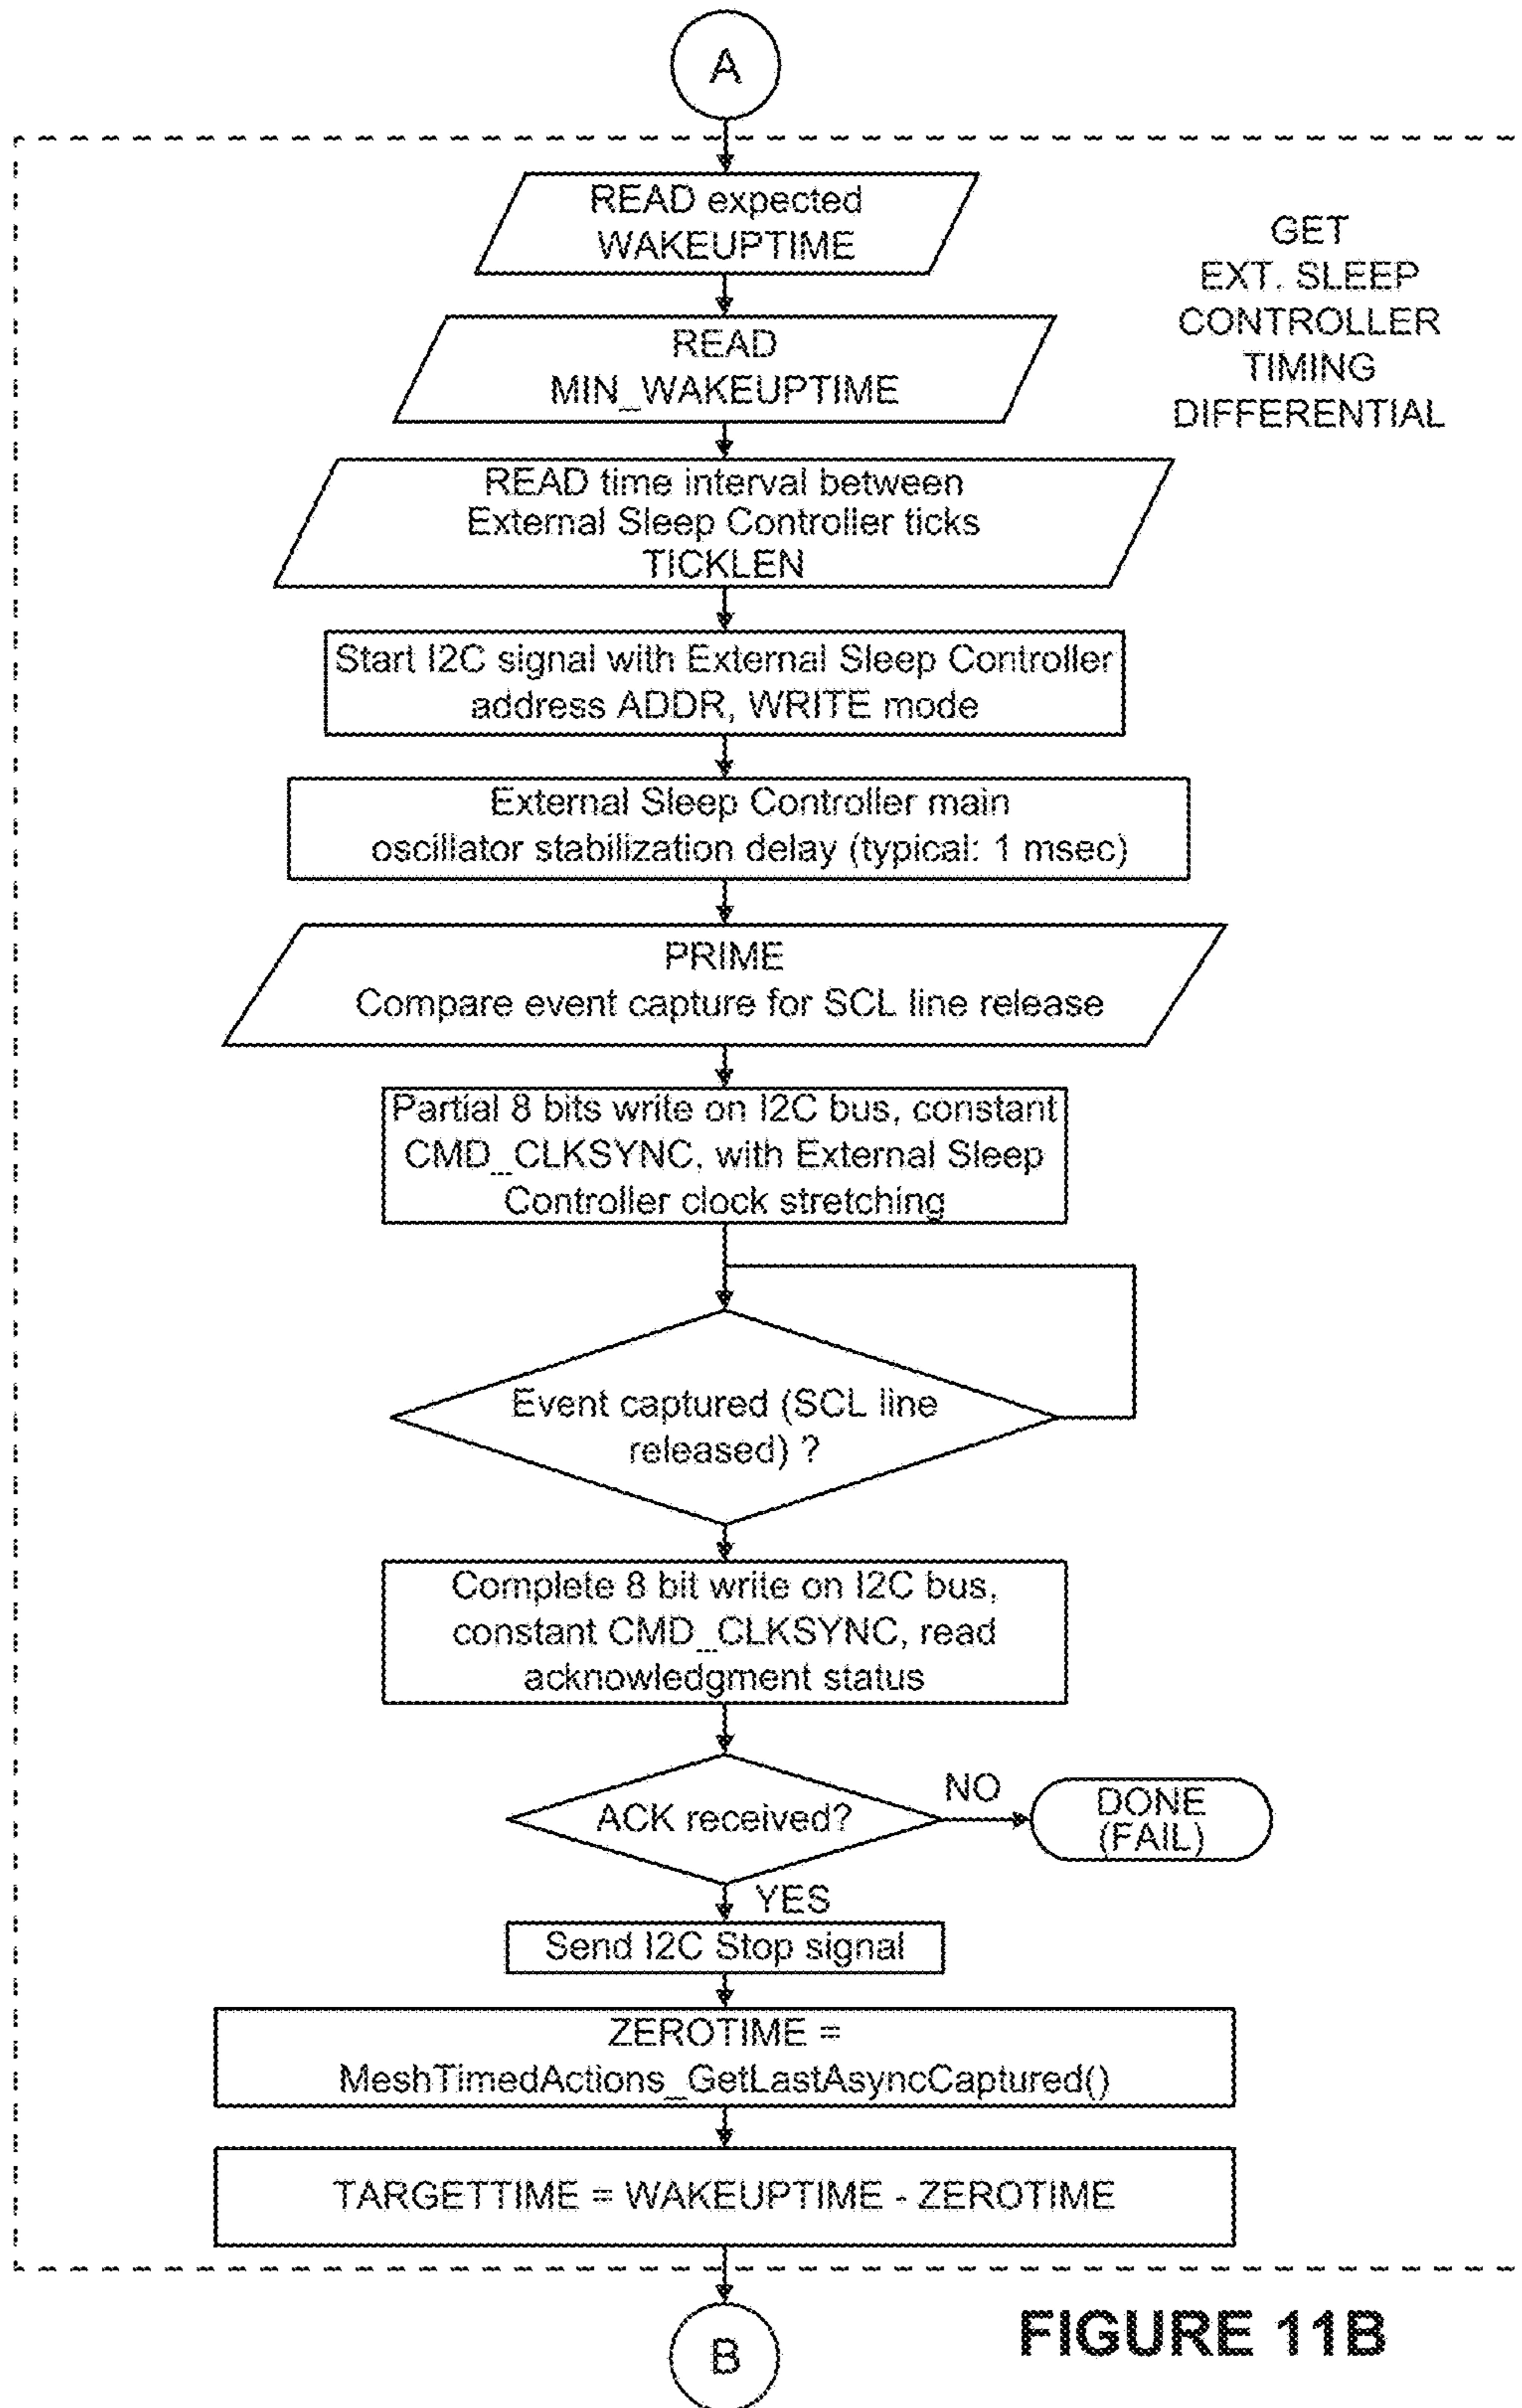 A
READ expected
WAKEUPTIME
GET
EXT. SLEEP
CONTROLLER
TIMING
DIFFERENTIAL
READ
MIN_WAKEUPTIME
READ time interval between
External Sleep Controller ticks
TICKLEN
Start I2C signal with External Sleep Controller
address ADDR, WRITE mode
External Sleep Controller main
oscillator stabilization delay (typical: 1 msec)
PRIME
Compare event capture for SCL line release
Partial 8 bits write on I2C bus, constant
CMD_CLKSYNC, with External Sleep
Controller clock stretching
Event captured (SCL line
released) ?
Complete 8 bit write on I2C bus,
constant CMD_CLKSYNC, read
acknowledgment status
ACK received?
NO
DONE
(FAIL)
YES
Send I2C Stop signal
ZEROTIME =
MeshTimedActions_GetLastAsyncCaptured()
TARGETTIME = WAKEUPTIME - ZEROTIME
B
FIGURE 11B